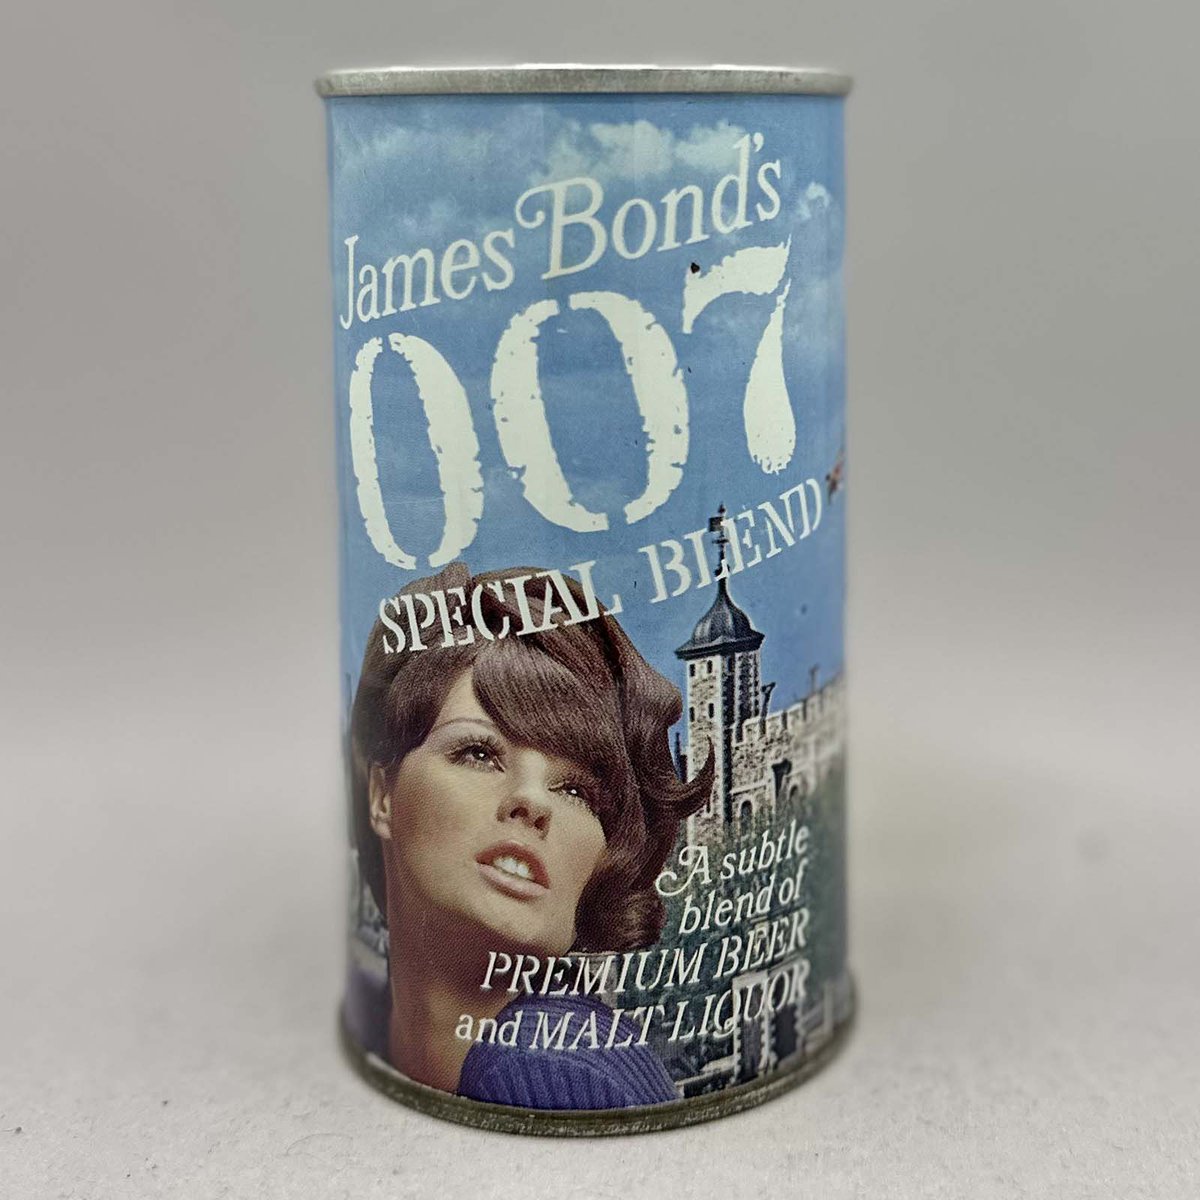 James Bond's
007
SPECIAL BLEND
A subtle
blend of
PREMIUM BEER
and MALT LIQUOR